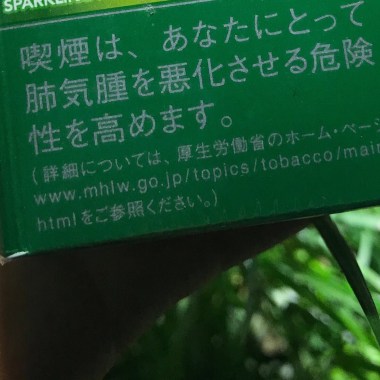 喫煙は、あなたにとって
肺気腫を悪化させる危険
性を高めます。
(詳細については、厚生労働省のホーム・ページ
www.mhlw.go.jp/topics/tobacco/main
htmlをご参照ください。)